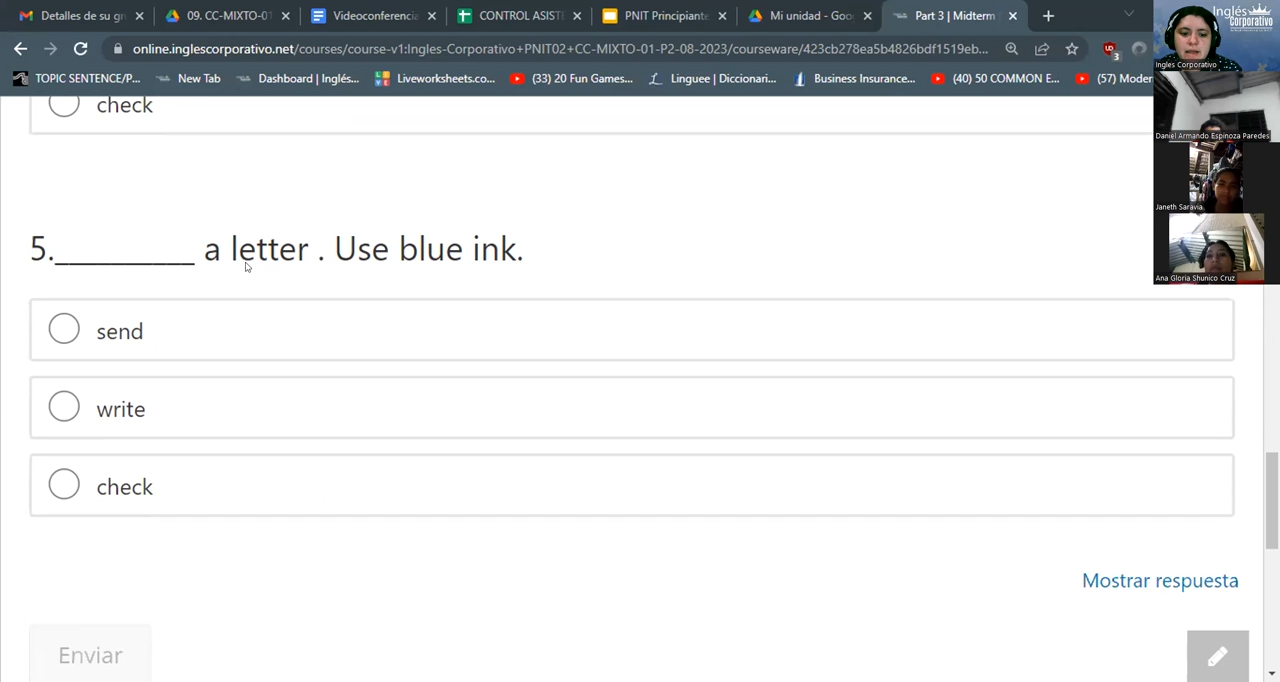 Detalles de su gr
09. CC-MIXTO-01
Videoconferencia
CONTROL ASIST
PNIT Principiante
Mi unidad - Goo
Part 3 | Midterm
online.inglescorporativo.net/courses/course-v1:Ingles-Corporativo+PNIT02+CC-MIXTO-01-P2-08-2023/courseware/423cb278ea5b4826bdf1519eb...
3
TOPIC SENTENCE/P...
New Tab
Dashboard | Inglés...
Liveworksheets.co...
(33) 20 Fun Games...
Linguee | Diccionari...
Business Insurance...
(40) 50 COMMON E...
(57) Moder
Inglés
Corporativo
Ingles Corporativo
Daniel Armando Espinoza Paredes
Janeth Saravia
Ana Gloria Shunico Cruz
check
5.__________ a letter . Use blue ink.
send
write
check
Mostrar respuesta
Enviar